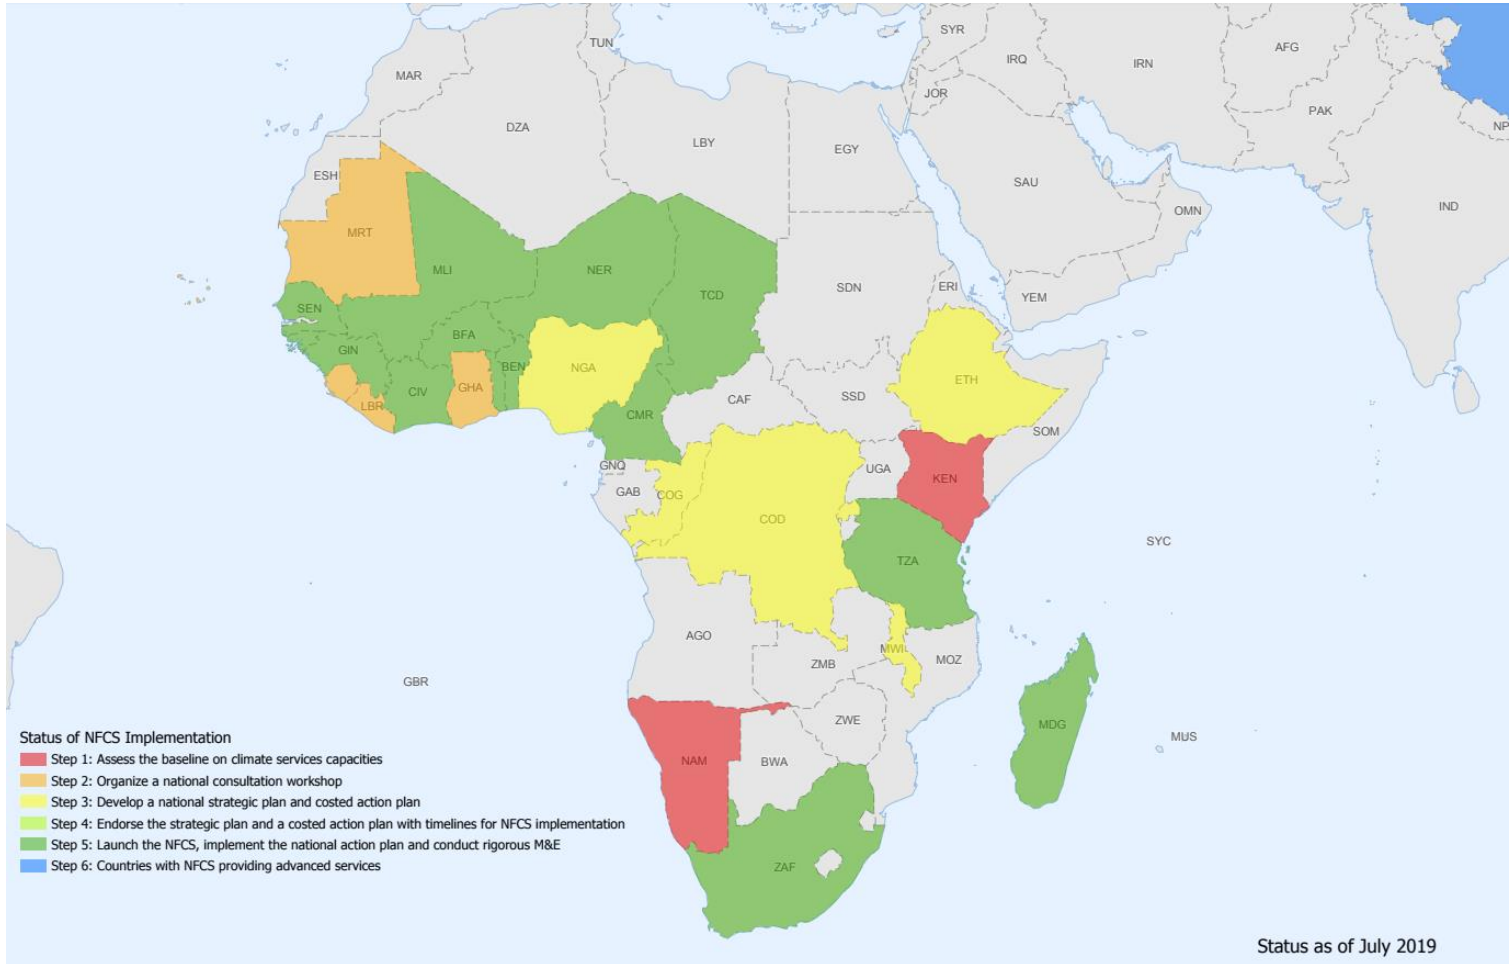 SYR
AFG
TUN
IRQ
IRN
MAR
JOR
PAK
DZA
NP
LBY
EGY
ESH
SAU
IND
OMN
MRT
MLI
NER
TCD
SDN
ERI
YEM
SEN
BFA
GIN
BEN
NGA
ETH
CIV
GHA
LBR
CMR
CAF
SSD
SOM
GNQ
UGA
KEN
GAB
COG
COD
SYC
TZA
AGO
MWI
MOZ
ZMB
GBR
ZWE
MDG
MUS
NAM
BWA
ZAF
Status of NFCS Implementation
Step 1: Assess the baseline on climate services capacities
Step 2: Organize a national consultation workshop
Step 3: Develop a national strategic plan and costed action plan
Step 4: Endorse the strategic plan and a costed action plan with timelines for NFCS implementation
Step 5: Launch the NFCS, implement the national action plan and conduct rigorous M&E
Step 6: Countries with NFCS providing advanced services
Status as of July 2019